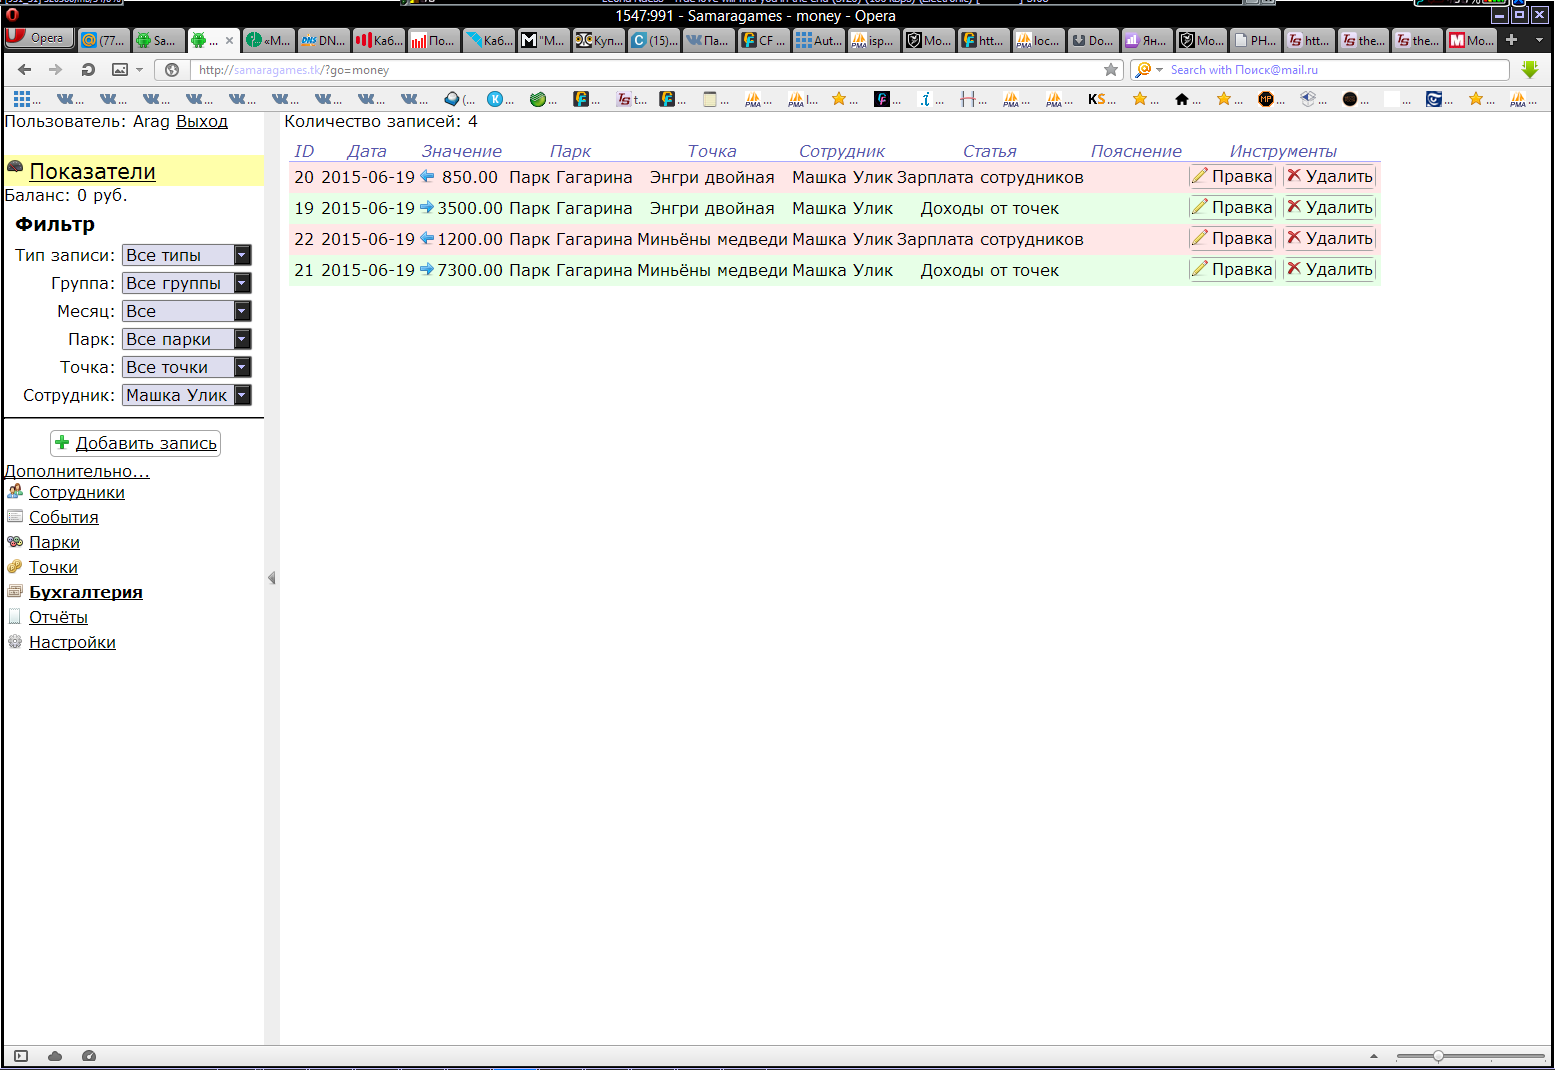 1547:991 - Samaragames - money - Opera
Opera (77... Sa... ... «М... DN... Каб... По... Каб... "М... Куп... (15)... Па... CF ... Aut... isp... Mo... htt... loc... Do... Ян... Mo... PH... htt... the... the... Mo...
http://samaragames.tk/?go=money Search with Поиск@mail.ru
Пользователь: Arag Выход
Показатели
Баланс: 0 руб.
Фильтр
Тип записи: Все типы
Группа: Все группы
Месяц: Все
Парк: Все парки
Точка: Все точки
Сотрудник: Машка Улик
Добавить запись
Дополнительно...
Сотрудники
События
Парки
Точки
Бухгалтерия
Отчёты
Настройки
Количество записей: 4
ID Дата Значение Парк Точка Сотрудник Статья Пояснение Инструменты
20 2015-06-19 850.00 Парк Гагарина Энгри двойная Машка Улик Зарплата сотрудников Правка Удалить
19 2015-06-19 3500.00 Парк Гагарина Энгри двойная Машка Улик Доходы от точек Правка Удалить
22 2015-06-19 1200.00 Парк Гагарина Миньёны медведи Машка Улик Зарплата сотрудников Правка Удалить
21 2015-06-19 7300.00 Парк Гагарина Миньёны медведи Машка Улик Доходы от точек Правка Удалить